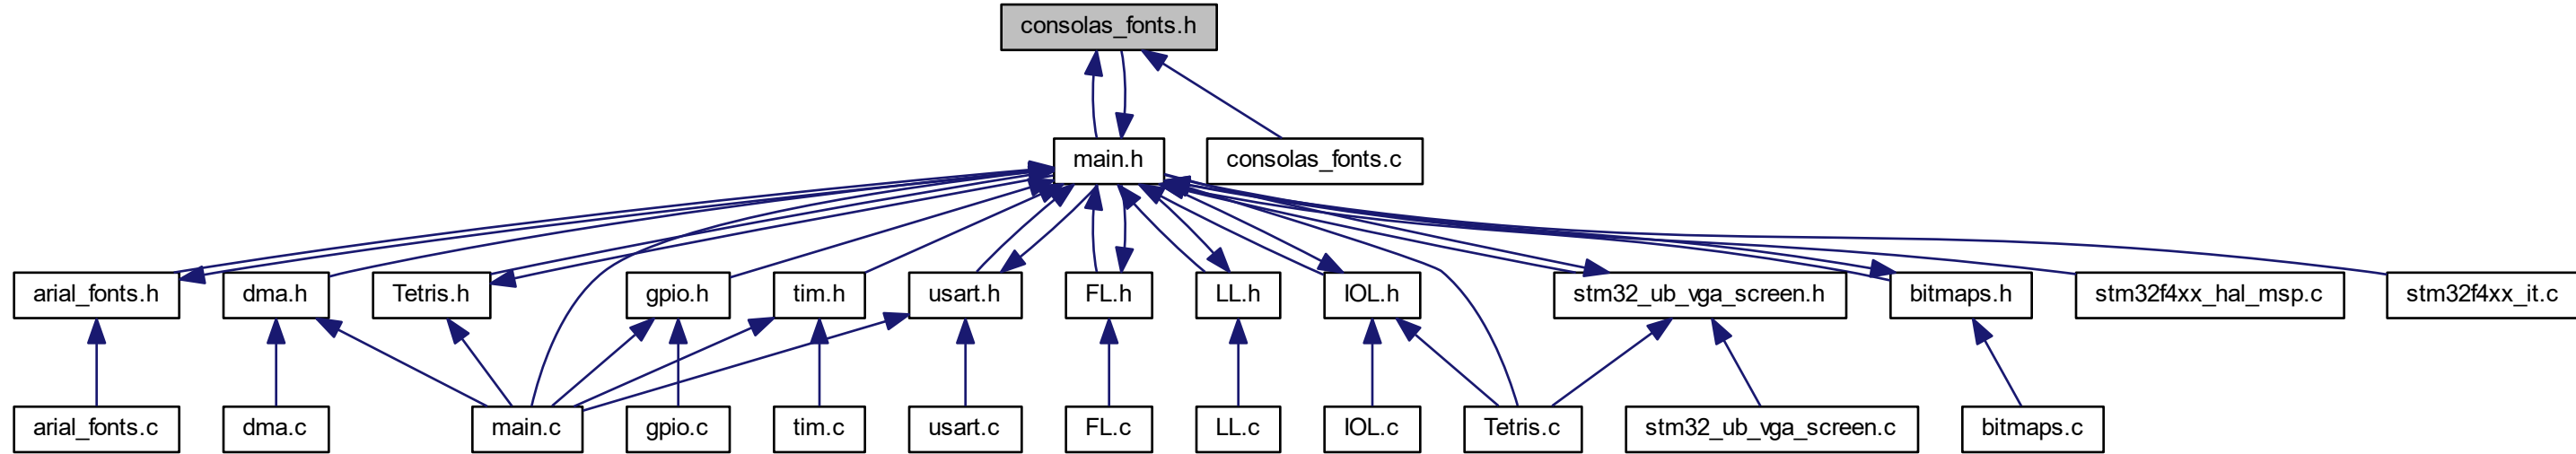 consolas_fonts.h
main.h
consolas_fonts.c
arial_fonts.h
dma.h
Tetris.h
gpio.h
tim.h
usart.h
FL.h
LL.h
IOL.h
stm32_ub_vga_screen.h
bitmaps.h
stm32f4xx_hal_msp.c
stm32f4xx_it.c
arial_fonts.c
dma.c
main.c
gpio.c
tim.c
usart.c
FL.c
LL.c
IOL.c
Tetris.c
stm32_ub_vga_screen.c
bitmaps.c